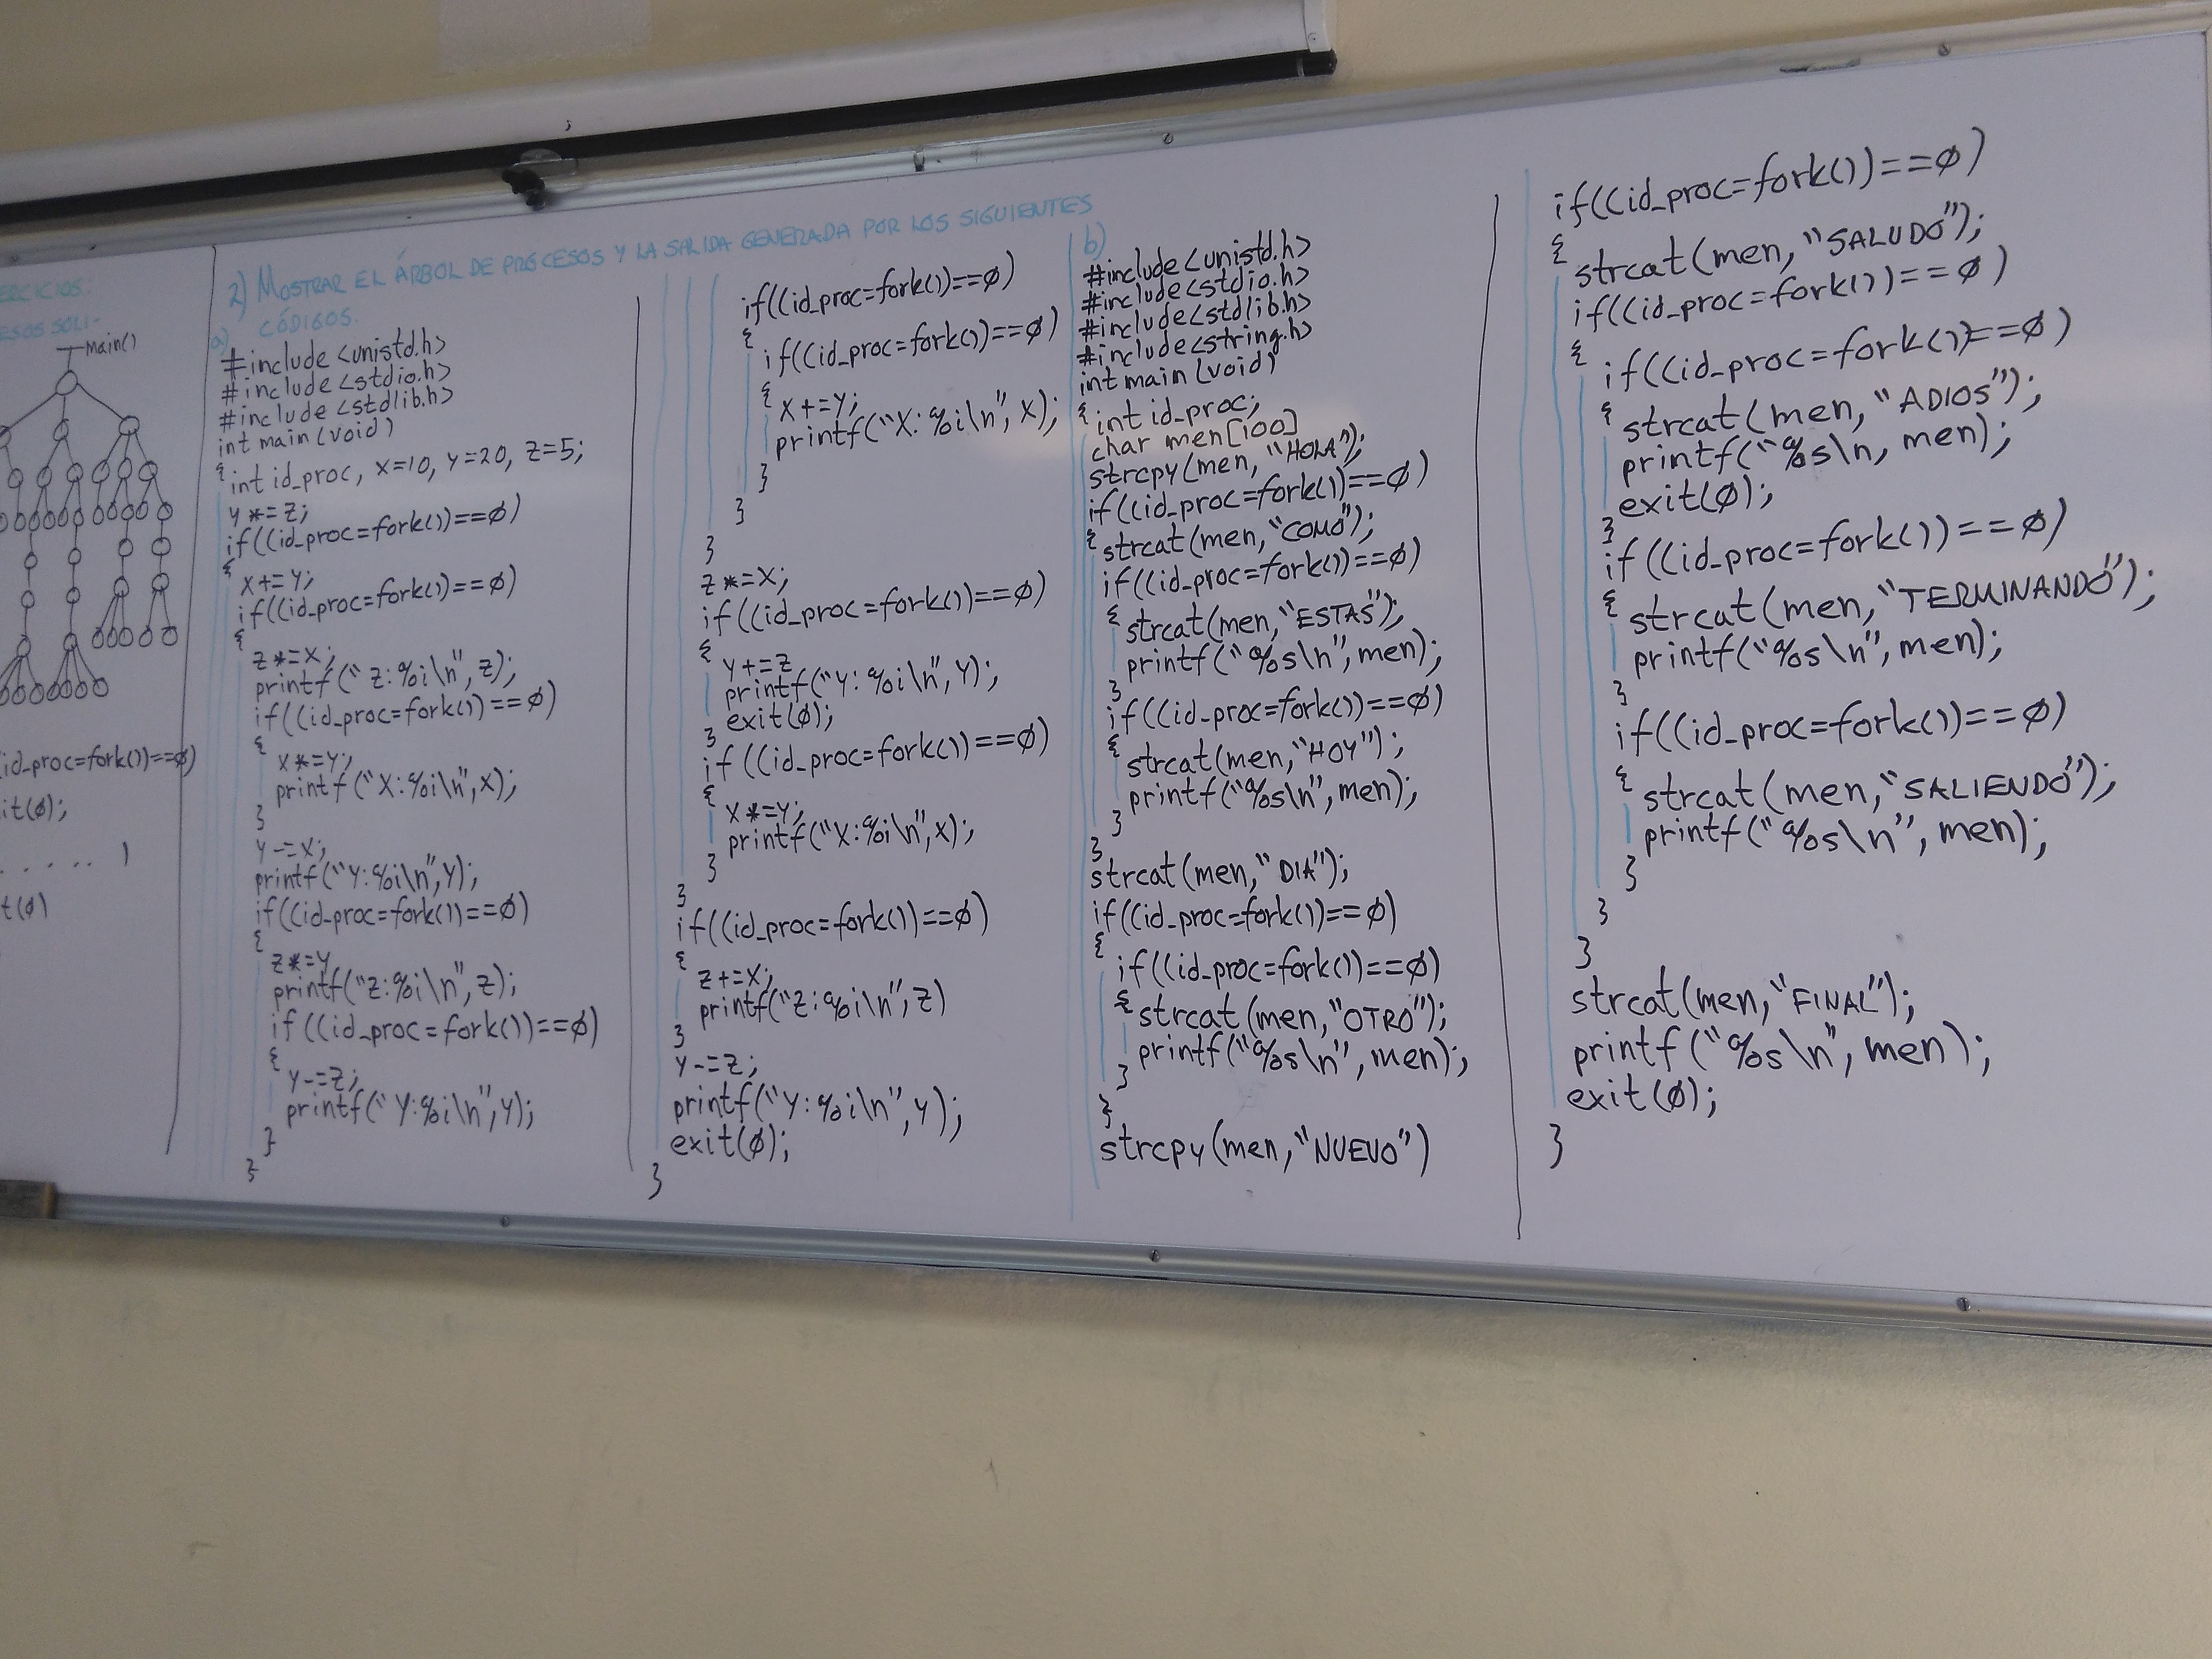 ERCICIOS:
ESOS SOLI-
main()
id_proc=fork())==ø)
it(ø);
. . . . . )
t(ø)
2) MOSTRAR EL ÁRBOL DE PROCESOS Y LA SALIDA GENERADA POR LOS SIGUIENTES
CÓDIGOS.
a)
#include <unistd.h>
#include <stdio.h>
#include <stdlib.h>
int main(void)
{ int id_proc, x=10, y=20, z=5;
y *= z;
if((id_proc=fork())==ø)
{
x+=y;
if((id_proc=fork())==ø)
{
z*=x;
printf("z:%i\n", z);
if((id_proc=fork())==ø)
{
x*=y;
printf("x:%i\n",x);
}
y-=x;
printf("y:%i\n",y);
if((id_proc=fork())==ø)
{
z*=y
printf("z:%i\n",z);
if((id_proc=fork())==ø)
{
y-=z;
printf("y:%i\n",y);
}
}
if((id_proc=fork())==ø)
{
if((id_proc=fork())==ø)
{
x+=y;
printf("x:%i\n", x);
}
}
}
z*=x;
if((id_proc=fork())==ø)
{
y+=z
printf("y:%i\n", y);
exit(ø);
}
if((id_proc=fork())==ø)
{
x*=y;
printf("x:%i\n",x);
}
}
if((id_proc=fork())==ø)
{
z+=x;
printf("z:%i\n",z)
}
y-=z;
printf("y:%i\n",y);
exit(ø);
}
b)
#include<unistd.h>
#include<stdio.h>
#include<stdlib.h>
#include<string.h>
int main(void)
{ int id_proc;
char men[100]
strcpy(men, "HOLA");
if((id_proc=fork())==ø)
{ strcat(men,"COMO");
if((id_proc=fork())==ø)
{ strcat(men,"ESTAS");
printf("%s\n",men);
}
if((id_proc=fork())==ø)
{ strcat(men,"HOY");
printf("%s\n",men);
}
}
strcat(men,"DIA");
if((id_proc=fork())==ø)
{
if((id_proc=fork())==ø)
{ strcat(men,"OTRO");
printf("%s\n",men);
}
}
strcpy(men,"NUEVO")
if((id_proc=fork())==ø)
{
strcat(men,"SALUDO");
if((id_proc=fork())==ø)
{
if((id_proc=fork())==ø)
{ strcat(men,"ADIOS");
printf("%s\n, men);
exit(ø);
}
if((id_proc=fork())==ø)
{ strcat(men,"TERMINANDO");
printf("%s\n",men);
}
if((id_proc=fork())==ø)
{ strcat(men,"SALIENDO");
printf("%s\n",men);
}
}
}
strcat(men,"FINAL");
printf("%s\n",men);
exit(ø);
}